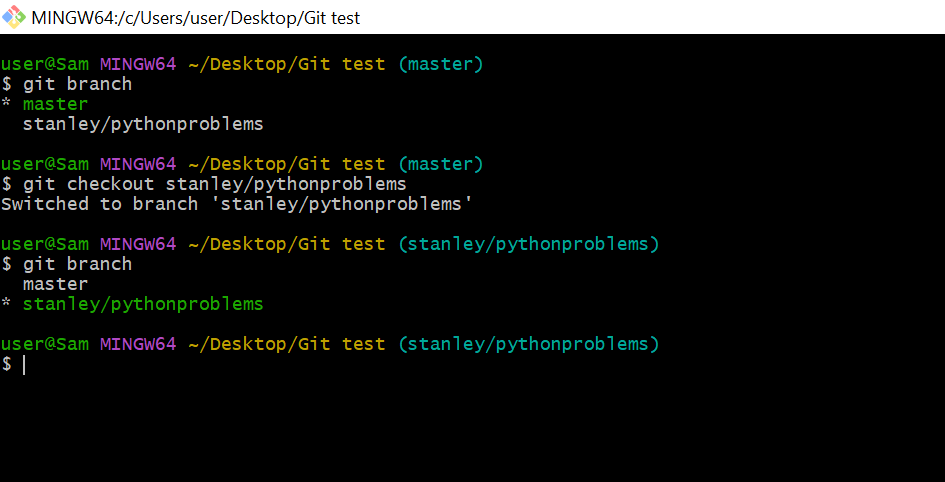 MINGW64:/c/Users/user/Desktop/Git test
user@Sam MINGW64 ~/Desktop/Git test (master)
$ git branch
* master
  stanley/pythonproblems
user@Sam MINGW64 ~/Desktop/Git test (master)
$ git checkout stanley/pythonproblems
Switched to branch 'stanley/pythonproblems'
user@Sam MINGW64 ~/Desktop/Git test (stanley/pythonproblems)
$ git branch
  master
* stanley/pythonproblems
user@Sam MINGW64 ~/Desktop/Git test (stanley/pythonproblems)
$